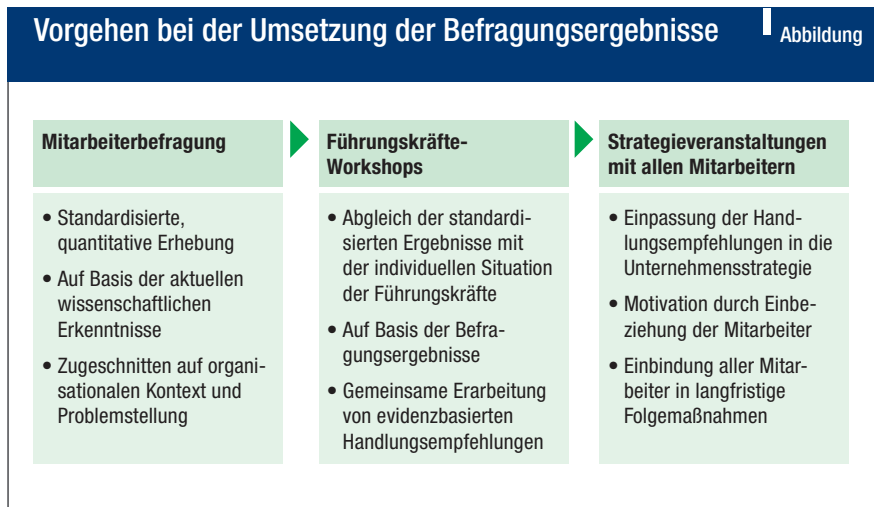 Vorgehen bei der Umsetzung der Befragungsergebnisse
Abbildung
Mitarbeiterbefragung
• Standardisierte,
quantitative Erhebung
• Auf Basis der aktuellen
wissenschaftlichen
Erkenntnisse
• Zugeschnitten auf organi-
sationalen Kontext und
Problemstellung
Führungskräfte-
Workshops
• Abgleich der standardi-
sierten Ergebnisse mit
der individuellen Situation
der Führungskräfte
• Auf Basis der Befra-
gungsergebnisse
• Gemeinsame Erarbeitung
von evidenzbasierten
Handlungsempfehlungen
Strategieveranstaltungen
mit allen Mitarbeitern
• Einpassung der Hand-
lungsempfehlungen in die
Unternehmensstrategie
• Motivation durch Einbe-
ziehung der Mitarbeiter
• Einbindung aller Mitar-
beiter in langfristige
Folgemaßnahmen